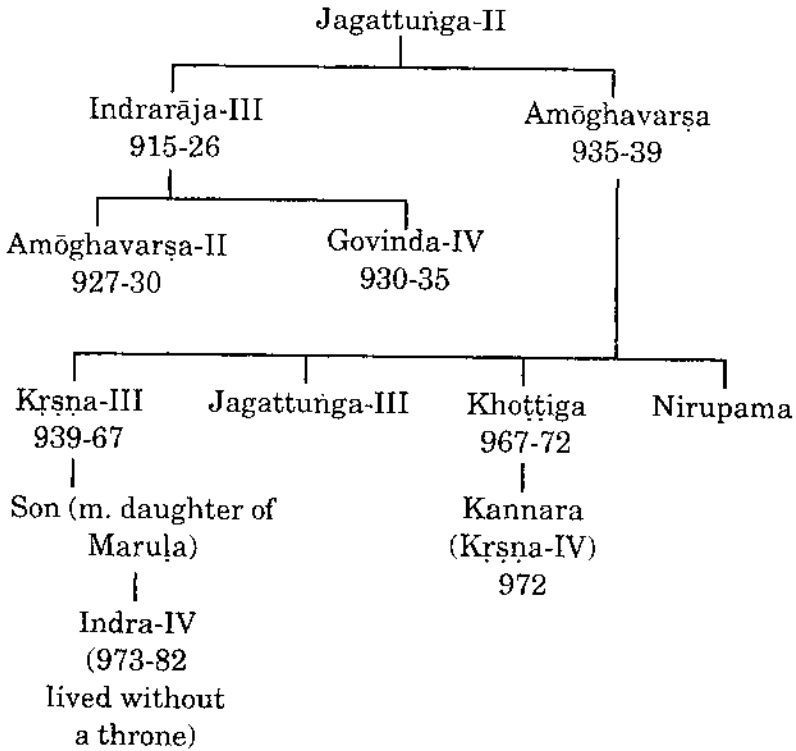 Jagattuṅga-II
Indrarāja-III
915-26
Amōghavarṣa
935-39
Amōghavarṣa-II
927-30
Govinda-IV
930-35
Kṛṣṇa-III
939-67
Jagattuṅga-III
Khoṭṭiga
967-72
Nirupama
Son (m. daughter of
Maruḷa)
Kannara
(Kṛṣṇa-IV)
972
Indra-IV
(973-82
lived without
a throne)